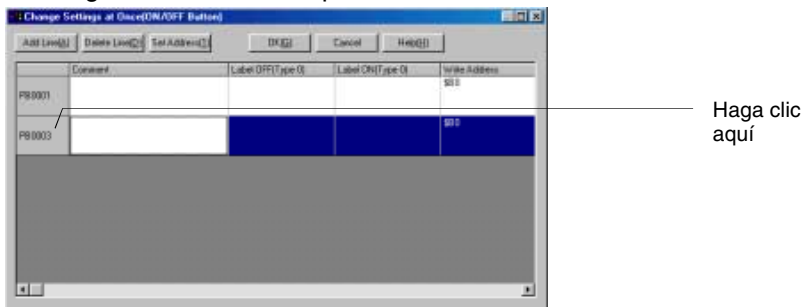 Change Settings at Once(ON/OFF Button)
Add Line(A) Delete Line(D) Set Address(T) OK(G) Cancel Help(H)
Comment Label OFF(Type 0) Label ON(Type 0) Write Address
PB0001 $B0
PB0003 $B0
Haga clic
aquí